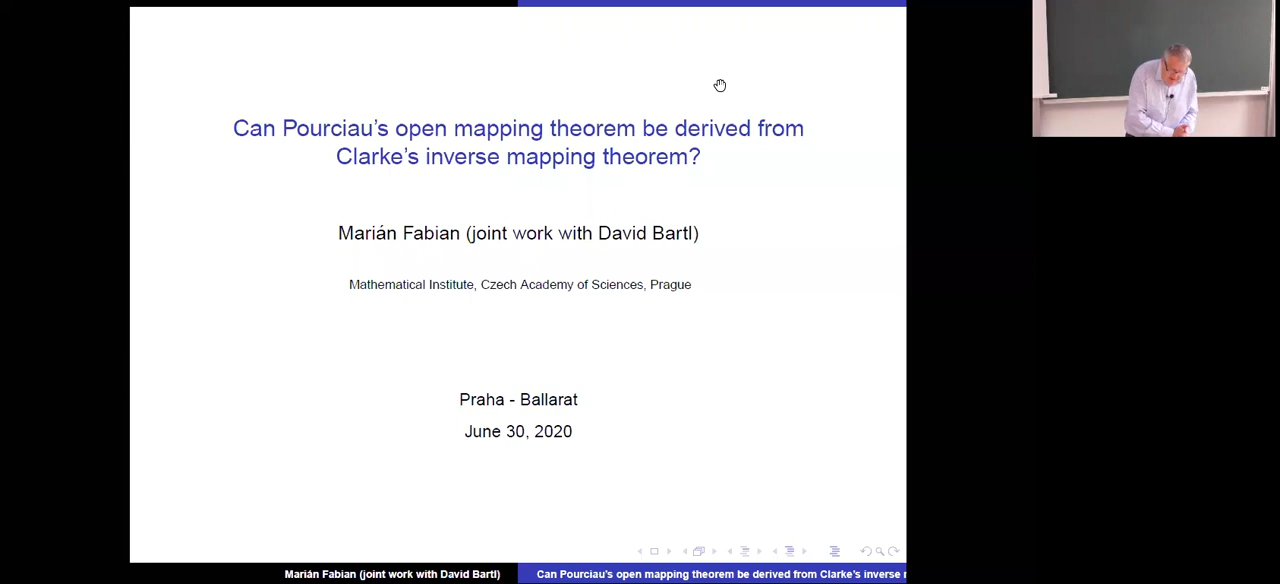 Can Pourciau's open mapping theorem be derived from
Clarke's inverse mapping theorem?
Marián Fabian (joint work with David Bartl)
Mathematical Institute, Czech Academy of Sciences, Prague
Praha - Ballarat
June 30, 2020
Marián Fabian (joint work with David Bartl)
Can Pourciau's open mapping theorem be derived from Clarke's inverse